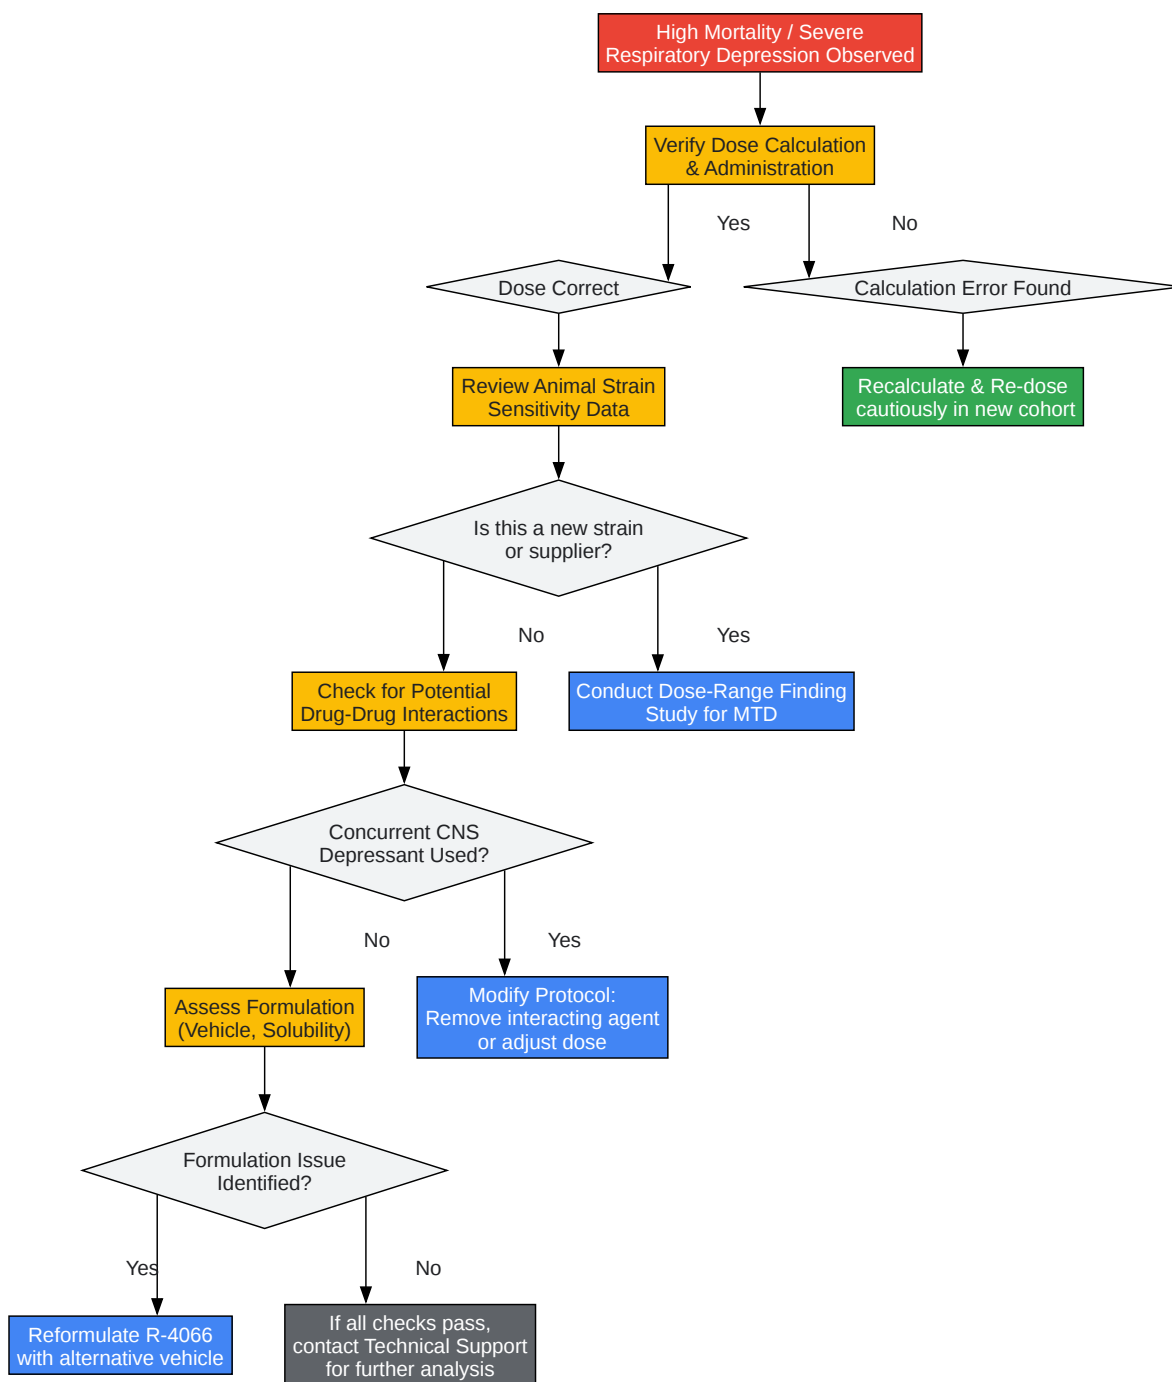 High Mortality / Severe
Respiratory Depression Observed
Verify Dose Calculation
& Administration
Yes
No
Dose Correct
Calculation Error Found
Review Animal Strain
Sensitivity Data
Recalculate & Re-dose
cautiously in new cohort
Is this a new strain
or supplier?
No
Yes
Check for Potential
Drug-Drug Interactions
Conduct Dose-Range Finding
Study for MTD
Concurrent CNS
Depressant Used?
No
Yes
Assess Formulation
(Vehicle, Solubility)
Modify Protocol:
Remove interacting agent
or adjust dose
Formulation Issue
Identified?
Yes
No
Reformulate R-4066
with alternative vehicle
If all checks pass,
contact Technical Support
for further analysis